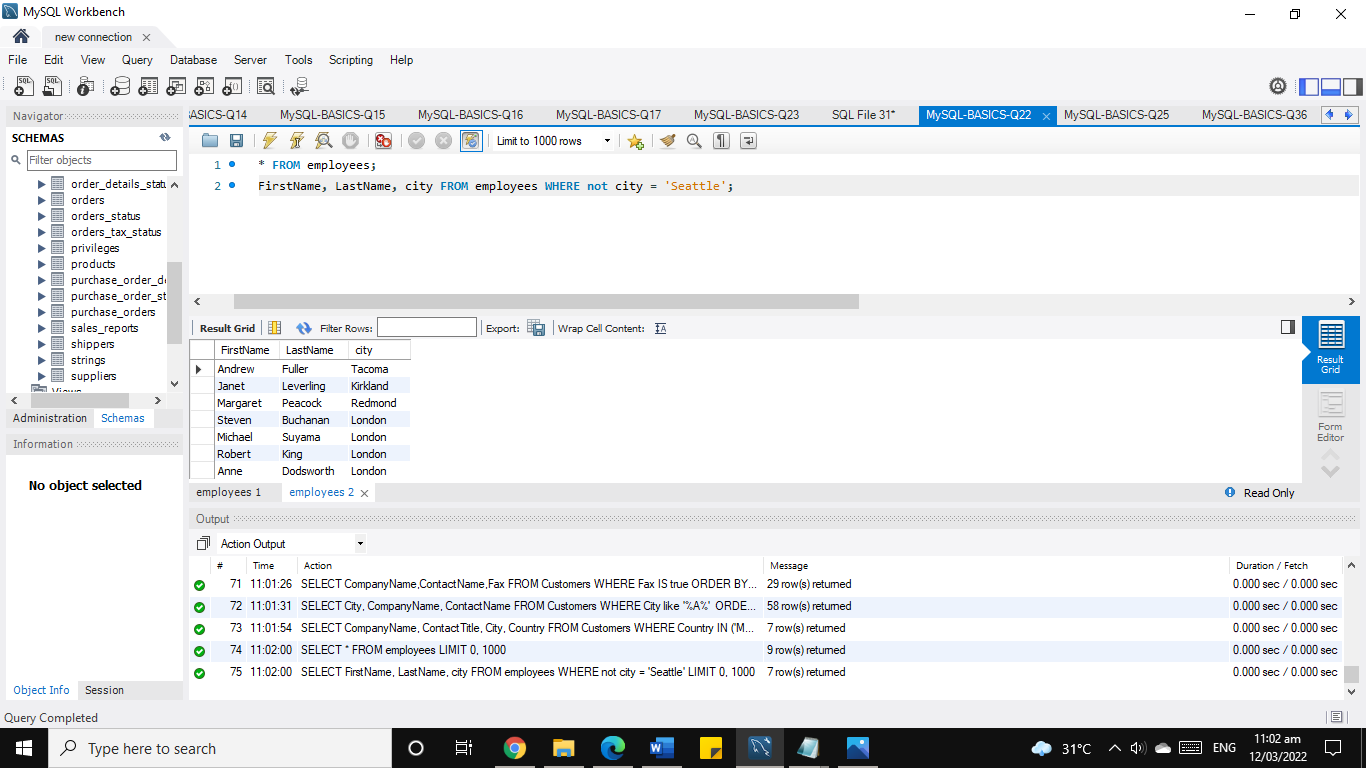 MySQL Workbench
new connection
File Edit View Query Database Server Tools Scripting Help
Navigator
SCHEMAS
Filter objects
order_details_statu
orders
orders_status
orders_tax_status
privileges
products
purchase_order_de
purchase_order_st
purchase_orders
sales_reports
shippers
strings
suppliers
Views
Administration Schemas
Information
No object selected
Object Info Session
ASICS-Q14 MySQL-BASICS-Q15 MySQL-BASICS-Q16 MySQL-BASICS-Q17 MySQL-BASICS-Q23 SQL File 31* MySQL-BASICS-Q22 MySQL-BASICS-Q25 MySQL-BASICS-Q36
Limit to 1000 rows
1 * FROM employees;
2 FirstName, LastName, city FROM employees WHERE not city = 'Seattle';
Result Grid Filter Rows: Export: Wrap Cell Content:
FirstName LastName city
Andrew Fuller Tacoma
Janet Leverling Kirkland
Margaret Peacock Redmond
Steven Buchanan London
Michael Suyama London
Robert King London
Anne Dodsworth London
Result
Grid
Form
Editor
employees 1 employees 2 Read Only
Output
Action Output
# Time Action Message Duration / Fetch
71 11:01:26 SELECT CompanyName,ContactName,Fax FROM Customers WHERE Fax IS true ORDER BY... 29 row(s) returned 0.000 sec / 0.000 sec
72 11:01:31 SELECT City, CompanyName, ContactName FROM Customers WHERE City like '%A%' ORDE... 58 row(s) returned 0.000 sec / 0.000 sec
73 11:01:54 SELECT CompanyName, ContactTitle, City, Country FROM Customers WHERE Country IN ('M... 7 row(s) returned 0.000 sec / 0.000 sec
74 11:02:00 SELECT * FROM employees LIMIT 0, 1000 9 row(s) returned 0.000 sec / 0.000 sec
75 11:02:00 SELECT FirstName, LastName, city FROM employees WHERE not city = 'Seattle' LIMIT 0, 1000 7 row(s) returned 0.000 sec / 0.000 sec
Query Completed
Type here to search
31°C ENG 11:02 am
12/03/2022